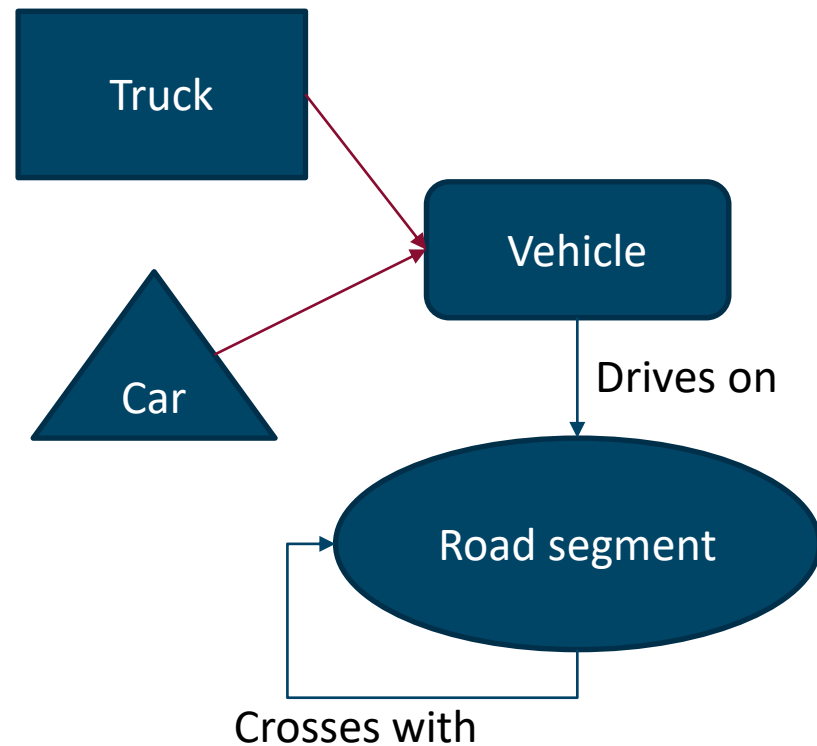 Truck
Vehicle
Car
Drives on
Road segment
Crosses with